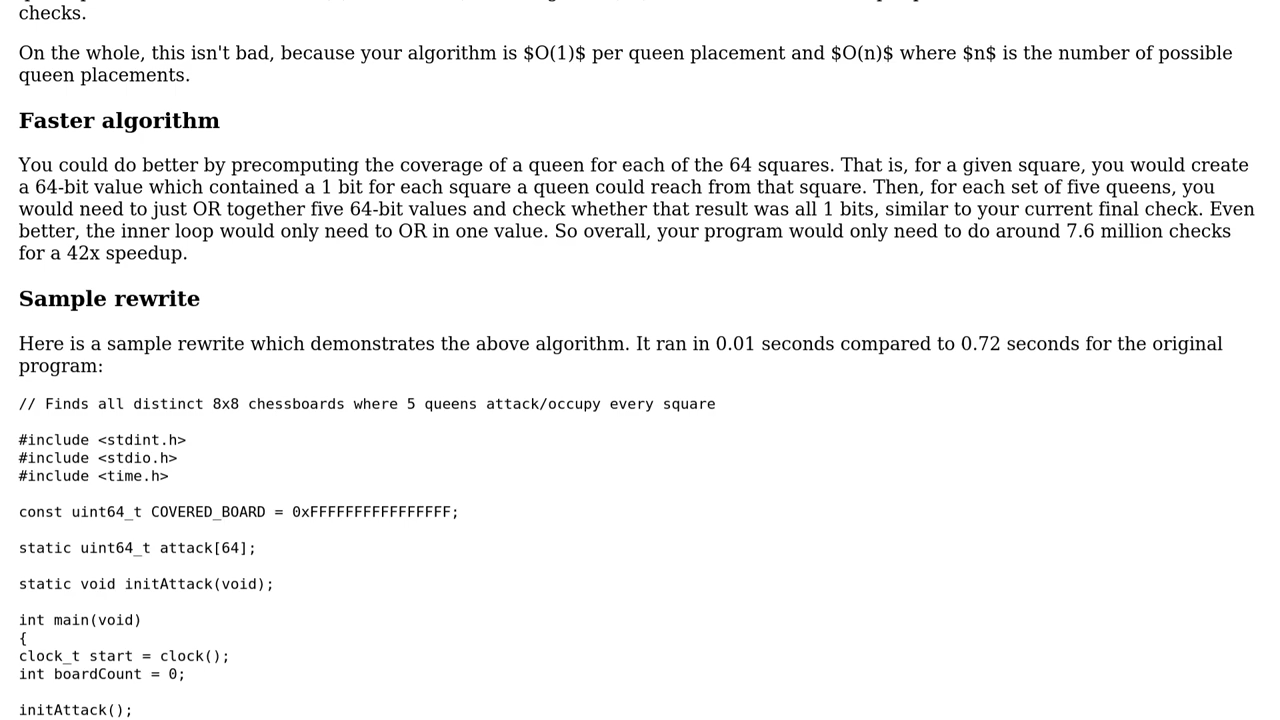 checks.
On the whole, this isn't bad, because your algorithm is $O(1)$ per queen placement and $O(n)$ where $n$ is the number of possible
queen placements.
Faster algorithm
You could do better by precomputing the coverage of a queen for each of the 64 squares. That is, for a given square, you would create
a 64-bit value which contained a 1 bit for each square a queen could reach from that square. Then, for each set of five queens, you
would need to just OR together five 64-bit values and check whether that result was all 1 bits, similar to your current final check. Even
better, the inner loop would only need to OR in one value. So overall, your program would only need to do around 7.6 million checks
for a 42x speedup.
Sample rewrite
Here is a sample rewrite which demonstrates the above algorithm. It ran in 0.01 seconds compared to 0.72 seconds for the original
program:
// Finds all distinct 8x8 chessboards where 5 queens attack/occupy every square
#include <stdint.h>
#include <stdio.h>
#include <time.h>
const uint64_t COVERED_BOARD = 0xFFFFFFFFFFFFFFFF;
static uint64_t attack[64];
static void initAttack(void);
int main(void)
{
clock_t start = clock();
int boardCount = 0;
initAttack();